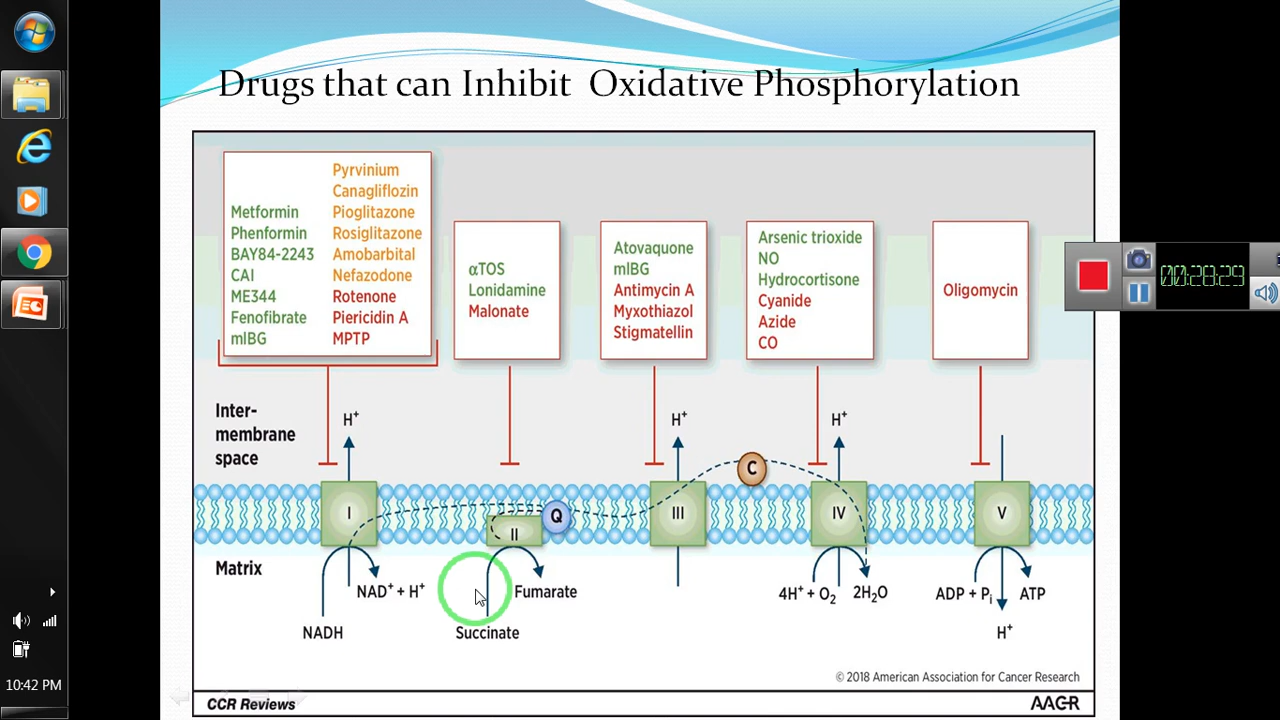 Drugs that can Inhibit Oxidative Phosphorylation
Metformin
Phenformin
BAY84-2243
CAI
ME344
Fenofibrate
mIBG
Pyrvinium
Canagliflozin
Pioglitazone
Rosiglitazone
Amobarbital
Nefazodone
Rotenone
Piericidin A
MPTP
αTOS
Lonidamine
Malonate
Atovaquone
mIBG
Antimycin A
Myxothiazol
Stigmatellin
Arsenic trioxide
NO
Hydrocortisone
Cyanide
Azide
CO
Oligomycin
00:28:29
Inter-
membrane
space
H⁺
H⁺
H⁺
C
I
II
Q
III
IV
V
Matrix
NAD⁺ + H⁺
NADH
Fumarate
Succinate
4H⁺ + O₂
2H₂O
ADP + Pᵢ
ATP
H⁺
© 2018 American Association for Cancer Research
CCR Reviews
AACR
10:42 PM